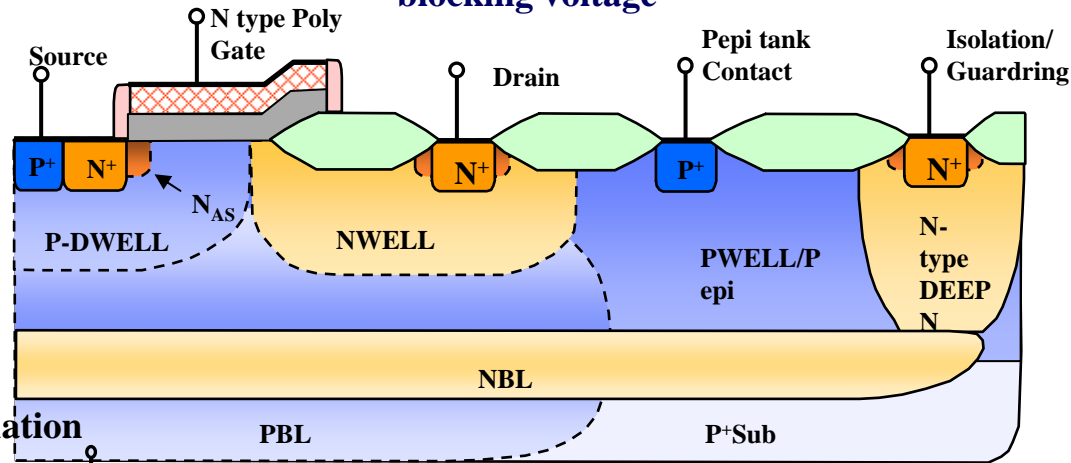 blocking voltage
N type Poly
Gate
Source
Drain
Pepi tank
Contact
Isolation/
Guardring
P+
N+
N+
P+
N+
NAS
P-DWELL
NWELL
PWELL/P
epi
N-
type
DEEP
N
NBL
PBL
P+Sub